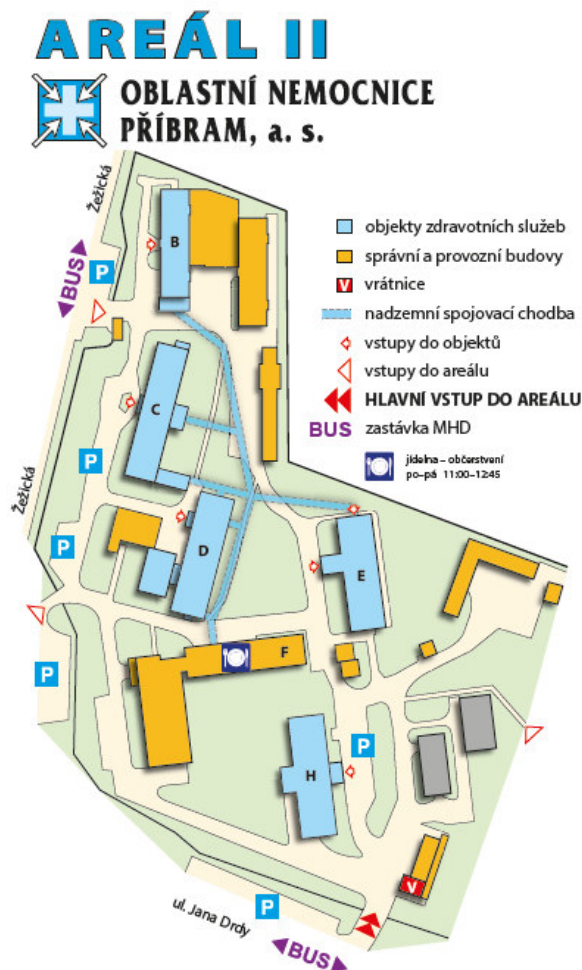 AREÁL II
OBLASTNÍ NEMOCNICE
PŘÍBRAM, a. s.
Žežická
BUS
P
B
objekty zdravotních služeb
správní a provozní budovy
V vrátnice
nadzemní spojovací chodba
vstupy do objektů
vstupy do areálu
HLAVNÍ VSTUP DO AREÁLU
BUS zastávka MHD
jídelna – občerstvení
po–pá 11:00–12:45
C
P
Žežická
P
D
E
P
F
H
P
V
P
ul. Jana Drdy
BUS